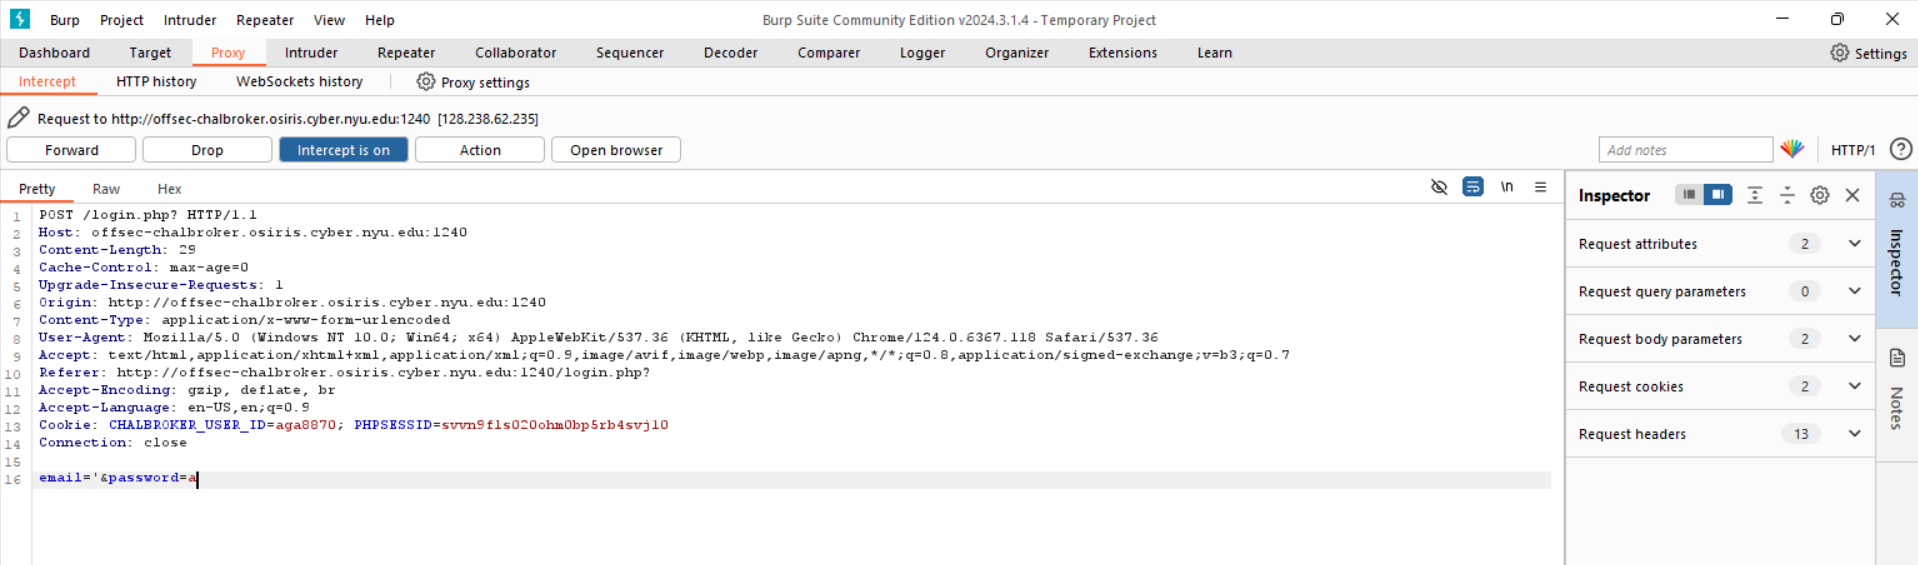 Burp Project Intruder Repeater View Help Burp Suite Community Edition v2024.3.1.4 - Temporary Project
Dashboard Target Proxy Intruder Repeater Collaborator Sequencer Decoder Comparer Logger Organizer Extensions Learn Settings
Intercept HTTP history WebSockets history Proxy settings
Request to http://offsec-chalbroker.osiris.cyber.nyu.edu:1240 [128.238.62.235]
Forward Drop Intercept is on Action Open browser Add notes HTTP/1
Pretty Raw Hex \n
1 POST /login.php? HTTP/1.1
2 Host: offsec-chalbroker.osiris.cyber.nyu.edu:1240
3 Content-Length: 29
4 Cache-Control: max-age=0
5 Upgrade-Insecure-Requests: 1
6 Origin: http://offsec-chalbroker.osiris.cyber.nyu.edu:1240
7 Content-Type: application/x-www-form-urlencoded
8 User-Agent: Mozilla/5.0 (Windows NT 10.0; Win64; x64) AppleWebKit/537.36 (KHTML, like Gecko) Chrome/124.0.6367.118 Safari/537.36
9 Accept: text/html,application/xhtml+xml,application/xml;q=0.9,image/avif,image/webp,image/apng,*/*;q=0.8,application/signed-exchange;v=b3;q=0.7
10 Referer: http://offsec-chalbroker.osiris.cyber.nyu.edu:1240/login.php?
11 Accept-Encoding: gzip, deflate, br
12 Accept-Language: en-US,en;q=0.9
13 Cookie: CHALBROKER_USER_ID=aga8870; PHPSESSID=svvn9fls020ohm0bp5rb4svjl0
14 Connection: close
15
16 email='&password=a
Inspector
Request attributes 2
Request query parameters 0
Request body parameters 2
Request cookies 2
Request headers 13
Inspector
Notes